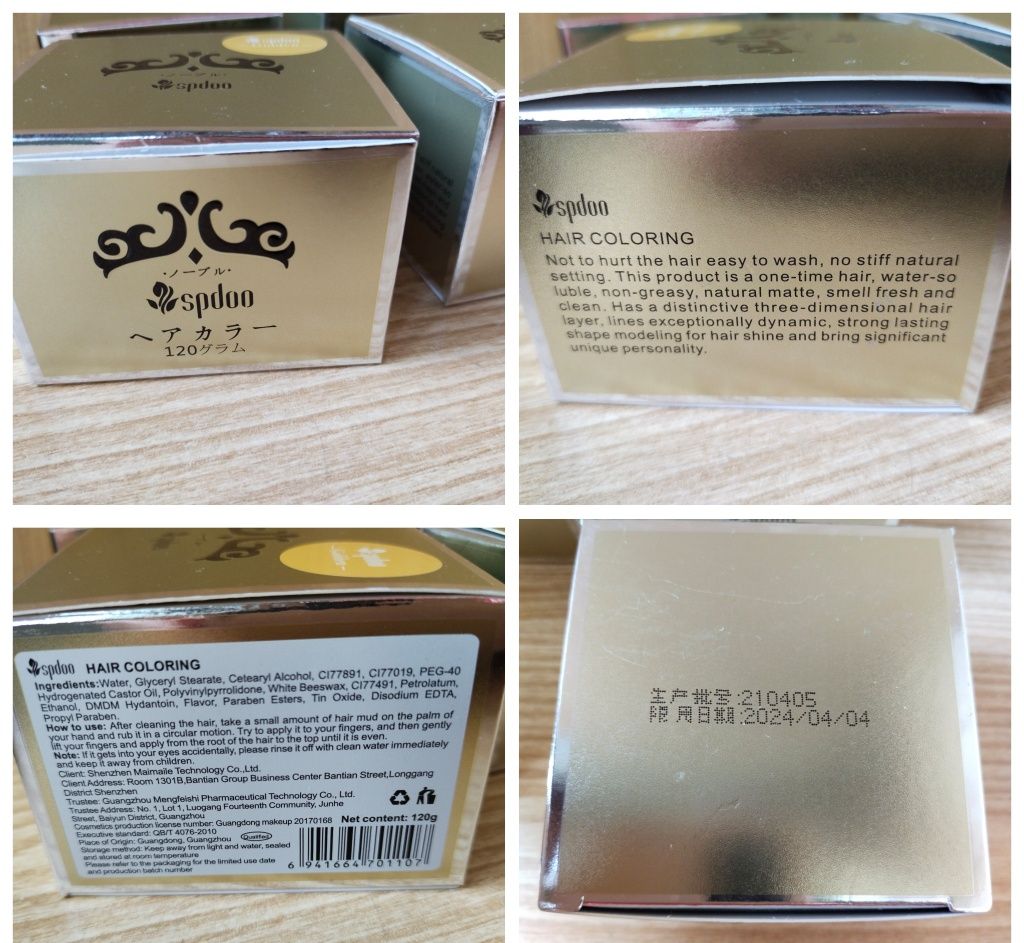 ·ノーブル·
spdoo
·ノーブル·
spdoo
ヘアカラー
120グラム
spdoo
HAIR COLORING
Not to hurt the hair easy to wash, no stiff natural
setting. This product is a one-time hair, water-so
luble, non-greasy, natural matte, smell fresh and
clean. Has a distinctive three-dimensional hair
layer, lines exceptionally dynamic, strong lasting
shape modeling for hair shine and bring significant
unique personality.
spdoo HAIR COLORING
Ingredients:Water, Glyceryl Stearate, Cetearyl Alcohol, CI77891, CI77019, PEG-40
Hydrogenated Castor Oil, Polyvinylpyrrolidone, White Beeswax, CI77491, Petrolatum,
Ethanol, DMDM Hydantoin, Flavor, Paraben Esters, Tin Oxide, Disodium EDTA,
Propyl Paraben.
How to use: After cleaning the hair, take a small amount of hair mud on the palm of
your hand and rub it in a circular motion. Try to apply it to your fingers, and then gently
lift your fingers and apply from the root of the hair to the top until it is even.
Note: If it gets into your eyes accidentally, please rinse it off with clean water immediately
and keep it away from children.
Client: Shenzhen Maimaile Technology Co.,Ltd.
Client Address: Room 1301B,Bantian Group Business Center Bantian Street,Longgang
District Shenzhen
Trustee: Guangzhou Mengfeishi Pharmaceutical Technology Co., Ltd.
Trustee Address: No. 1, Lot 1, Luogang Fourteenth Community, Junhe
Street, Baiyun District, Guangzhou
Cosmetics production license number: Guangdong makeup 20170168 Net content: 120g
Executive standard: QB/T 4076-2010
Place of Origin: Guangdong, Guangzhou Qualified
Storage method: Keep away from light and water, sealed
and stored at room temperature
Please refer to the packaging for the limited use date
and production batch number
6 941664 701107
生产批号:210405
限用日期:2024/04/04